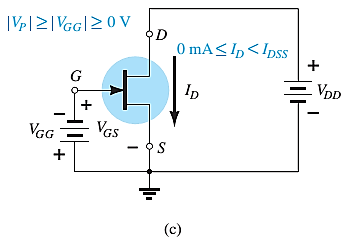 |V_P| ≥ |V_GG| ≥ 0 V
D
0 mA ≤ I_D < I_DSS
G
I_D
+
V_DD
−
−
+
V_GG
V_GS
+
−
S
(c)